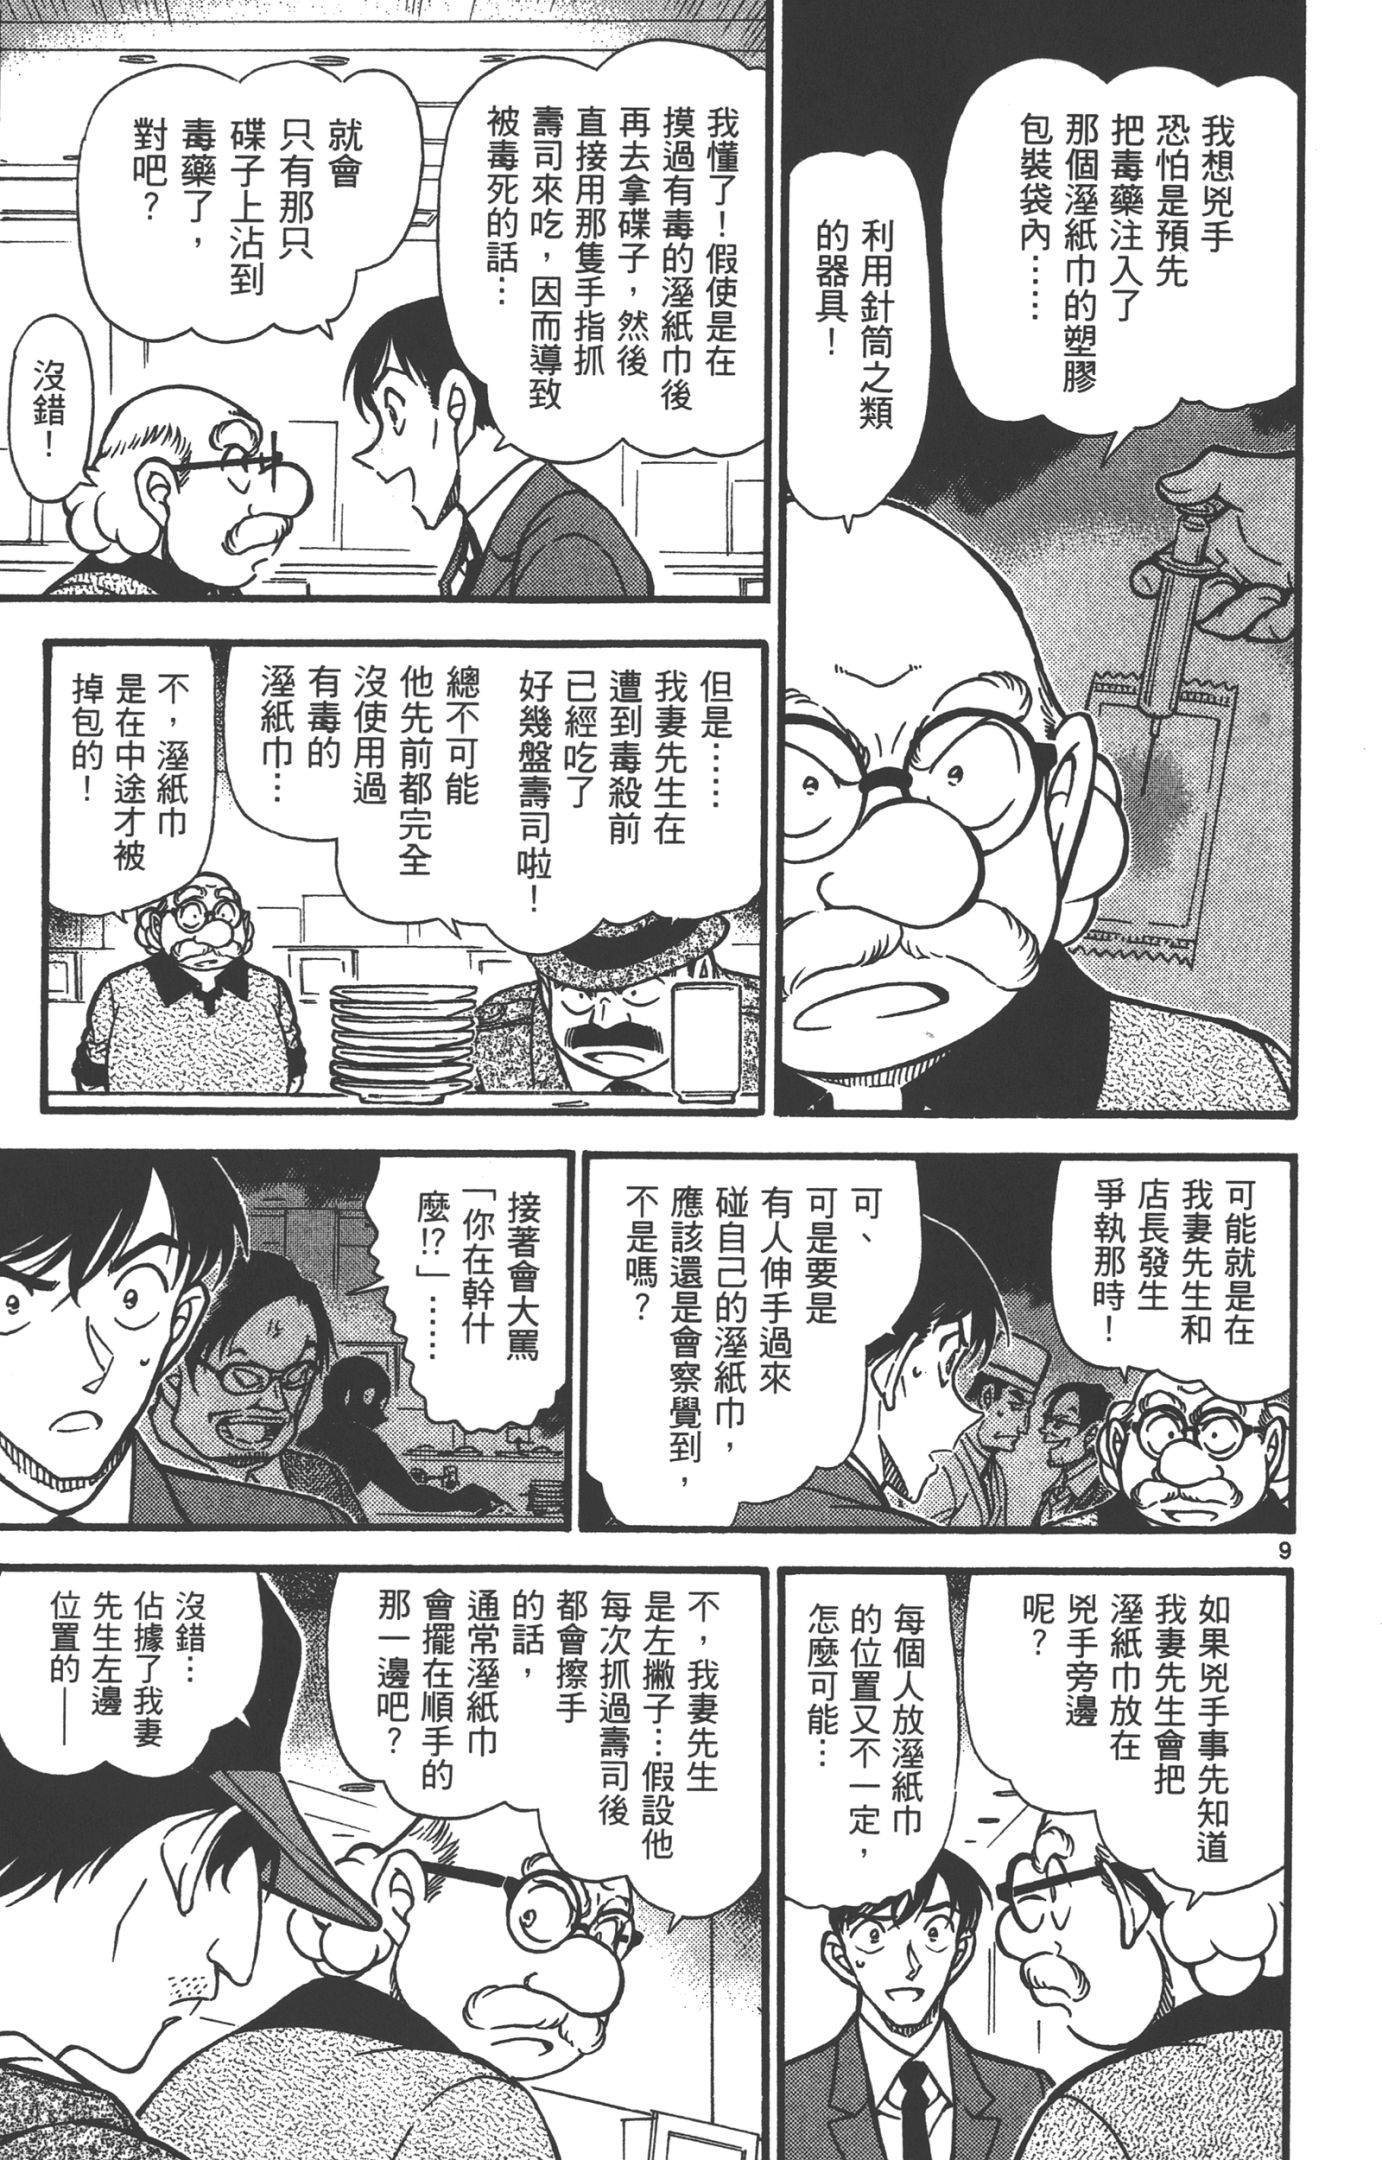 我想兇手
恐怕是預先
把毒藥注入了
那個溼紙巾的塑膠
包裝袋內……
利用針筒之類
的器具！
我懂了！假使是在
摸過有毒的溼紙巾後
再去拿碟子，然後
直接用那隻手指抓
壽司來吃，因而導致
被毒死的話…
就會
只有那只
碟子上沾到
毒藥了，
對吧？
沒錯！
但是……
我妻先生在
遭到毒殺前
已經吃了
好幾盤壽司啦！
總不可能
他先前都完全
沒使用過
有毒的
溼紙巾…
不，溼紙巾
是在中途才被
掉包的！
可能就是在
我妻先生和
店長發生
爭執那時！
可、
可是要是
有人伸手過來
碰自己的溼紙巾，
應該還是會察覺到，
不是嗎？
接著會大罵
「你在幹什
麼!?」……
9
如果兇手事先知道
我妻先生會把
溼紙巾放在
兇手旁邊
呢？
每個人放溼紙巾
的位置又不一定，
怎麼可能…
不，我妻先生
是左撇子…假設他
每次抓過壽司後
都會擦手
的話，
通常溼紙巾
會擺在順手的
那一邊吧？
沒錯…
佔據了我妻
先生左邊
位置的——